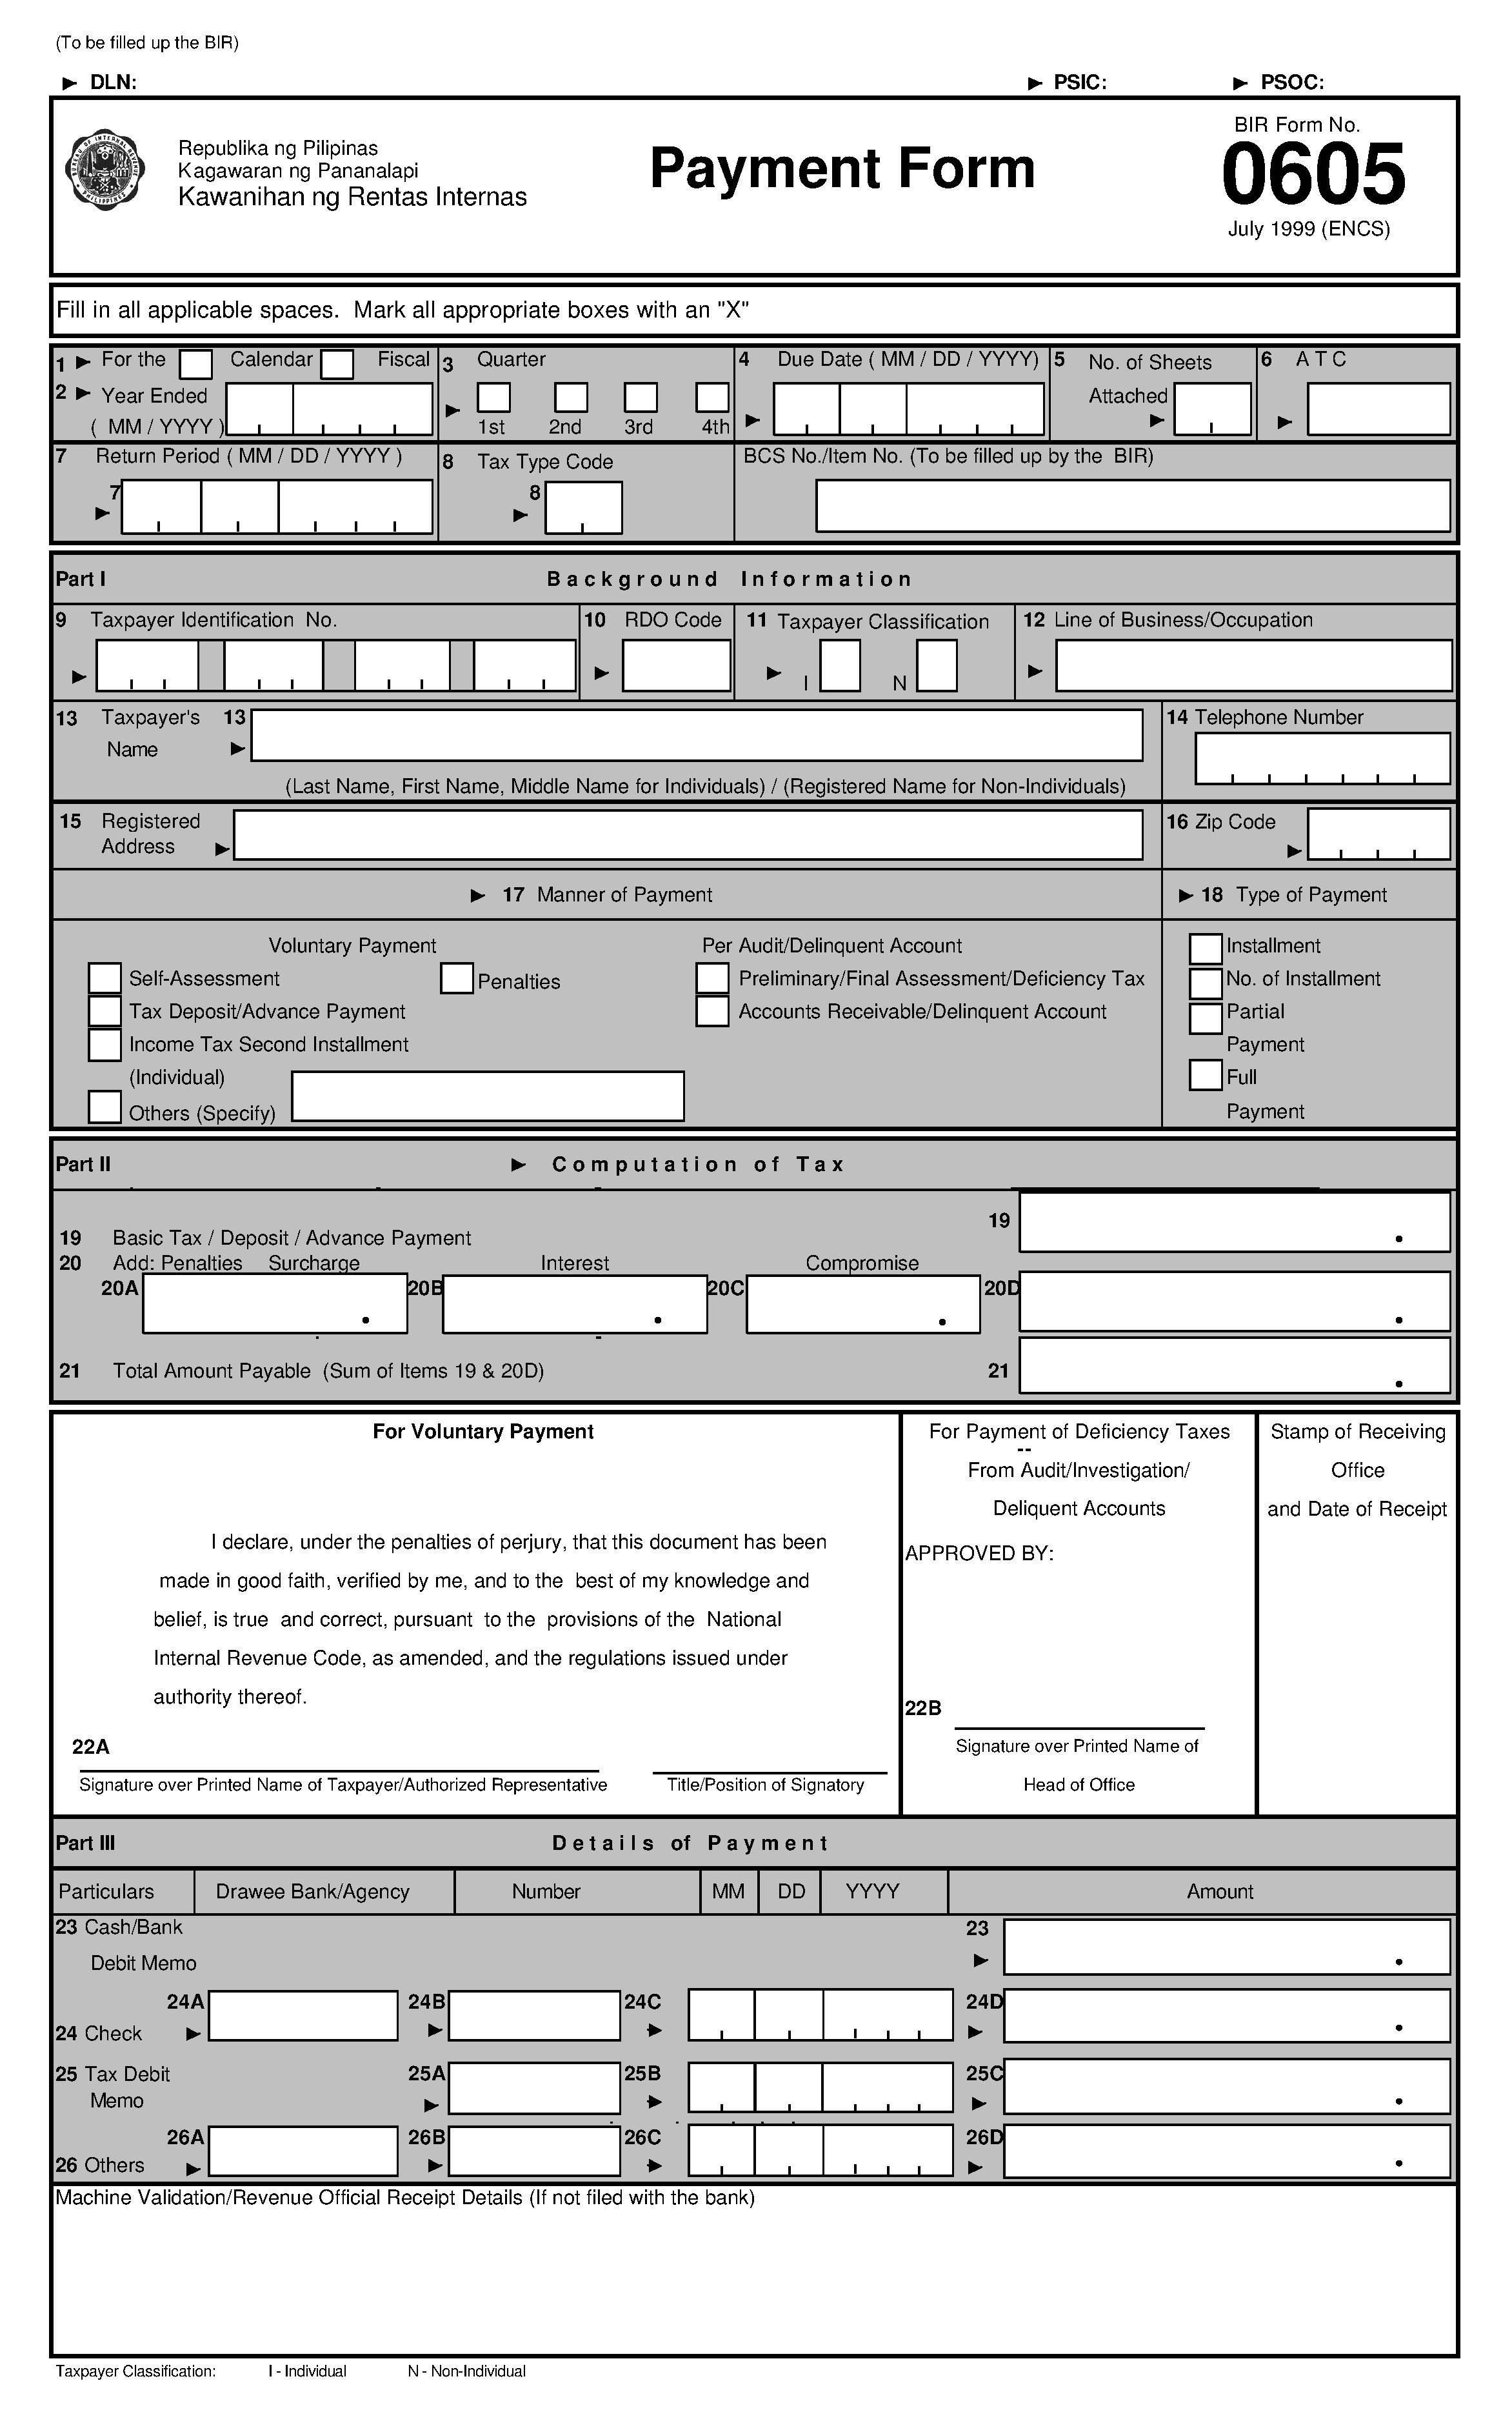 (To be filled up the BIR)
► DLN: ► PSIC: ► PSOC:
BIR Form No.
Republika ng Pilipinas
Kagawaran ng Pananalapi
Kawanihan ng Rentas Internas
Payment Form
0605
July 1999 (ENCS)
Fill in all applicable spaces. Mark all appropriate boxes with an "X"
1 ► For the Calendar Fiscal
2 ► Year Ended
( MM / YYYY )
3 Quarter
►
1st 2nd 3rd 4th
4 Due Date ( MM / DD / YYYY)
►
5 No. of Sheets
Attached
►
6 A T C
►
7 Return Period ( MM / DD / YYYY )
7
►
8 Tax Type Code
8
►
BCS No./Item No. (To be filled up by the BIR)
Part I Background Information
9 Taxpayer Identification No.
►
10 RDO Code
►
11 Taxpayer Classification
► I N
12 Line of Business/Occupation
►
13 Taxpayer's 13
Name ►
(Last Name, First Name, Middle Name for Individuals) / (Registered Name for Non-Individuals)
14 Telephone Number
15 Registered
Address ►
16 Zip Code
►
► 17 Manner of Payment
► 18 Type of Payment
Voluntary Payment Per Audit/Delinquent Account
Self-Assessment Penalties Preliminary/Final Assessment/Deficiency Tax
Tax Deposit/Advance Payment Accounts Receivable/Delinquent Account
Income Tax Second Installment
(Individual)
Others (Specify)
Installment
No. of Installment
Partial
Payment
Full
Payment
Part II ► Computation of Tax
19 Basic Tax / Deposit / Advance Payment 19
20 Add: Penalties Surcharge Interest Compromise
20A 20B 20C 20D
21 Total Amount Payable (Sum of Items 19 & 20D) 21
For Voluntary Payment
I declare, under the penalties of perjury, that this document has been
made in good faith, verified by me, and to the best of my knowledge and
belief, is true and correct, pursuant to the provisions of the National
Internal Revenue Code, as amended, and the regulations issued under
authority thereof.
22A
Signature over Printed Name of Taxpayer/Authorized Representative Title/Position of Signatory
For Payment of Deficiency Taxes
From Audit/Investigation/
Deliquent Accounts
APPROVED BY:
22B
Signature over Printed Name of
Head of Office
Stamp of Receiving
Office
and Date of Receipt
Part III Details of Payment
Particulars Drawee Bank/Agency Number MM DD YYYY Amount
23 Cash/Bank 23
Debit Memo ►
24A 24B 24C 24D
24 Check ► ► ► ►
25 Tax Debit 25A 25B 25C
Memo ► ► ►
26A 26B 26C 26D
26 Others ► ► ► ►
Machine Validation/Revenue Official Receipt Details (If not filed with the bank)
Taxpayer Classification: I - Individual N - Non-Individual